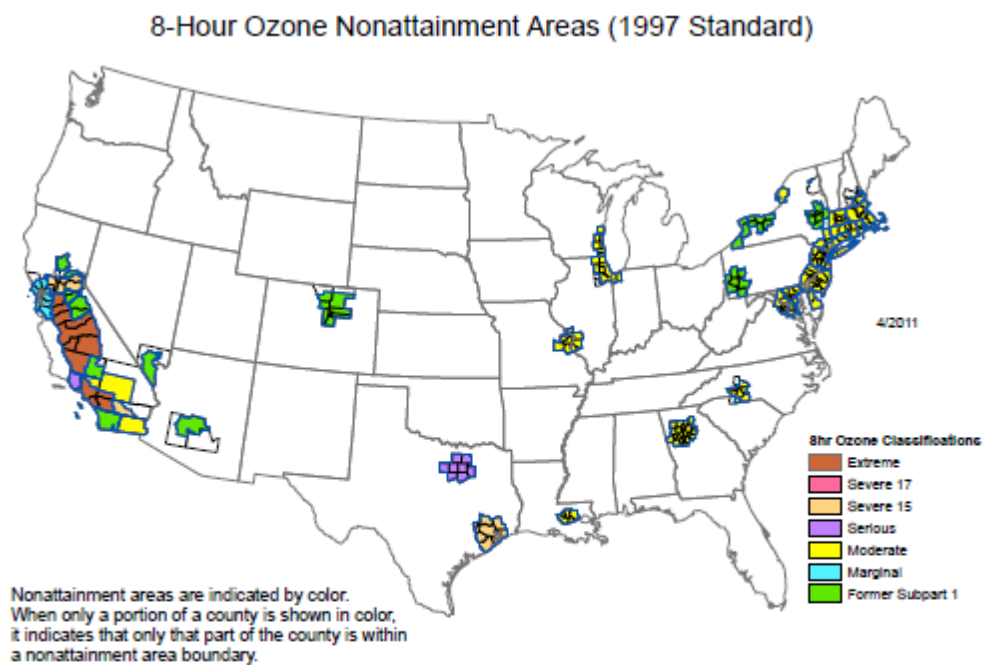 8-Hour Ozone Nonattainment Areas (1997 Standard)
4/2011
8hr Ozone Classifications
Extreme
Severe 17
Severe 15
Serious
Moderate
Marginal
Former Subpart 1
Nonattainment areas are indicated by color.
When only a portion of a county is shown in color,
it indicates that only that part of the county is within
a nonattainment area boundary.